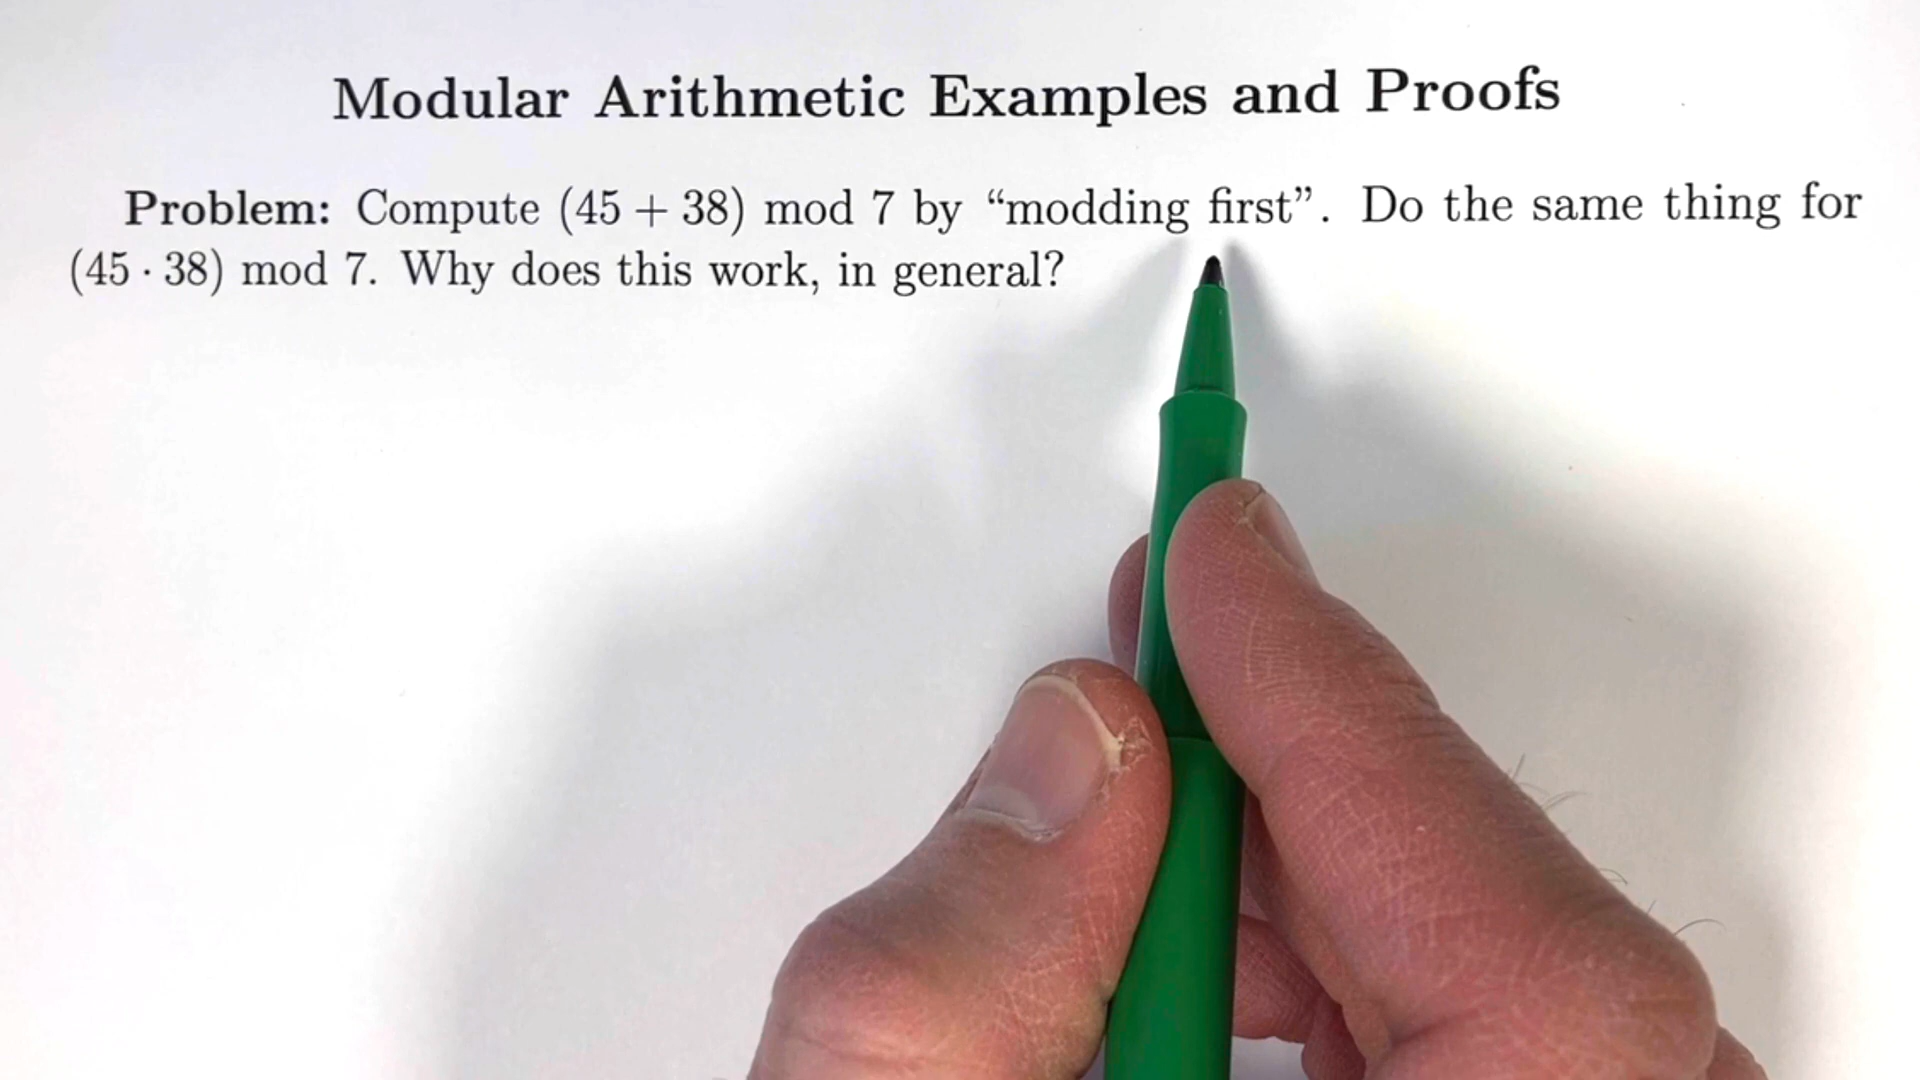 Modular Arithmetic Examples and Proofs
Problem: Compute (45 + 38) mod 7 by “modding first”. Do the same thing for
(45 · 38) mod 7. Why does this work, in general?